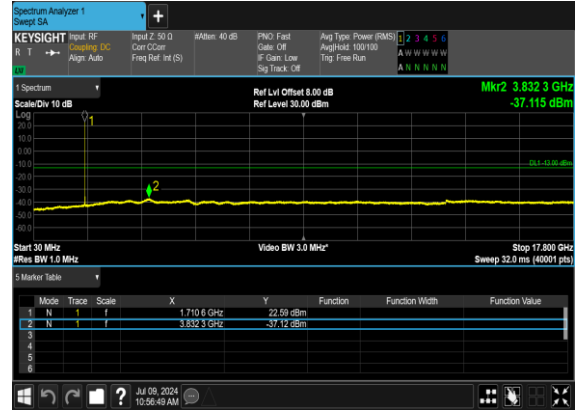 Spectrum Analyzer 1
Swept SA
+
KEYSIGHT Input: RF Input Z: 50 Ω #Atten: 40 dB PNO: Fast Avg Type: Power (RMS) 1 2 3 4 5 6
R T Coupling: DC Corr CCorr Gate: Off Avg|Hold: 100/100 A W W W W W
Align: Auto Freq Ref: Int (S) IF Gain: Low Trig: Free Run
Sig Track: Off A N N N N N
1 Spectrum
Ref Lvl Offset 8.00 dB Mkr2 3.832 3 GHz
Scale/Div 10 dB Ref Level 30.00 dBm -37.115 dBm
Log
1
20.0
10.0
0.00
-10.0
DL1 -13.00 dBm
-20.0
-30.0
2
-40.0
-50.0
-60.0
Start 30 MHz Video BW 3.0 MHz* Stop 17.800 GHz
#Res BW 1.0 MHz Sweep 32.0 ms (40001 pts)
5 Marker Table
Mode Trace Scale X Y Function Function Width Function Value
1 N 1 f 1.710 6 GHz 22.59 dBm
2 N 1 f 3.832 3 GHz -37.12 dBm
3
4
5
6
? Jul 09, 2024
10:56:49 AM